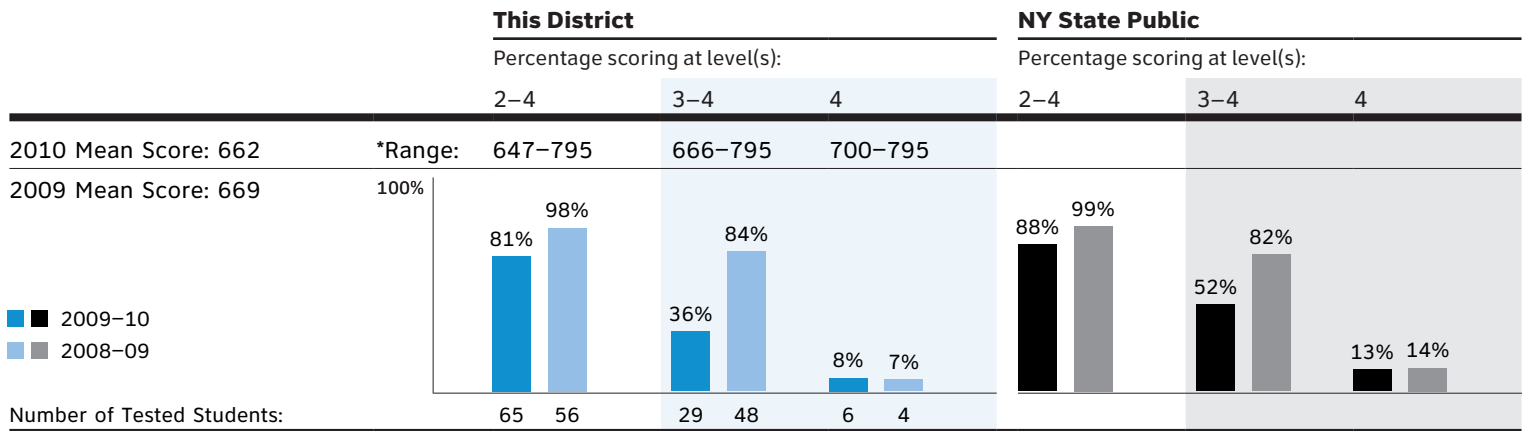 This District NY State Public
Percentage scoring at level(s): Percentage scoring at level(s):
2–4 3–4 4 2–4 3–4 4
2010 Mean Score: 662 *Range: 647–795 666–795 700–795
2009 Mean Score: 669 100%
81% 98% 36% 84% 8% 7% 88% 99% 52% 82% 13% 14%
2009–10
2008–09
Number of Tested Students: 65 56 29 48 6 4